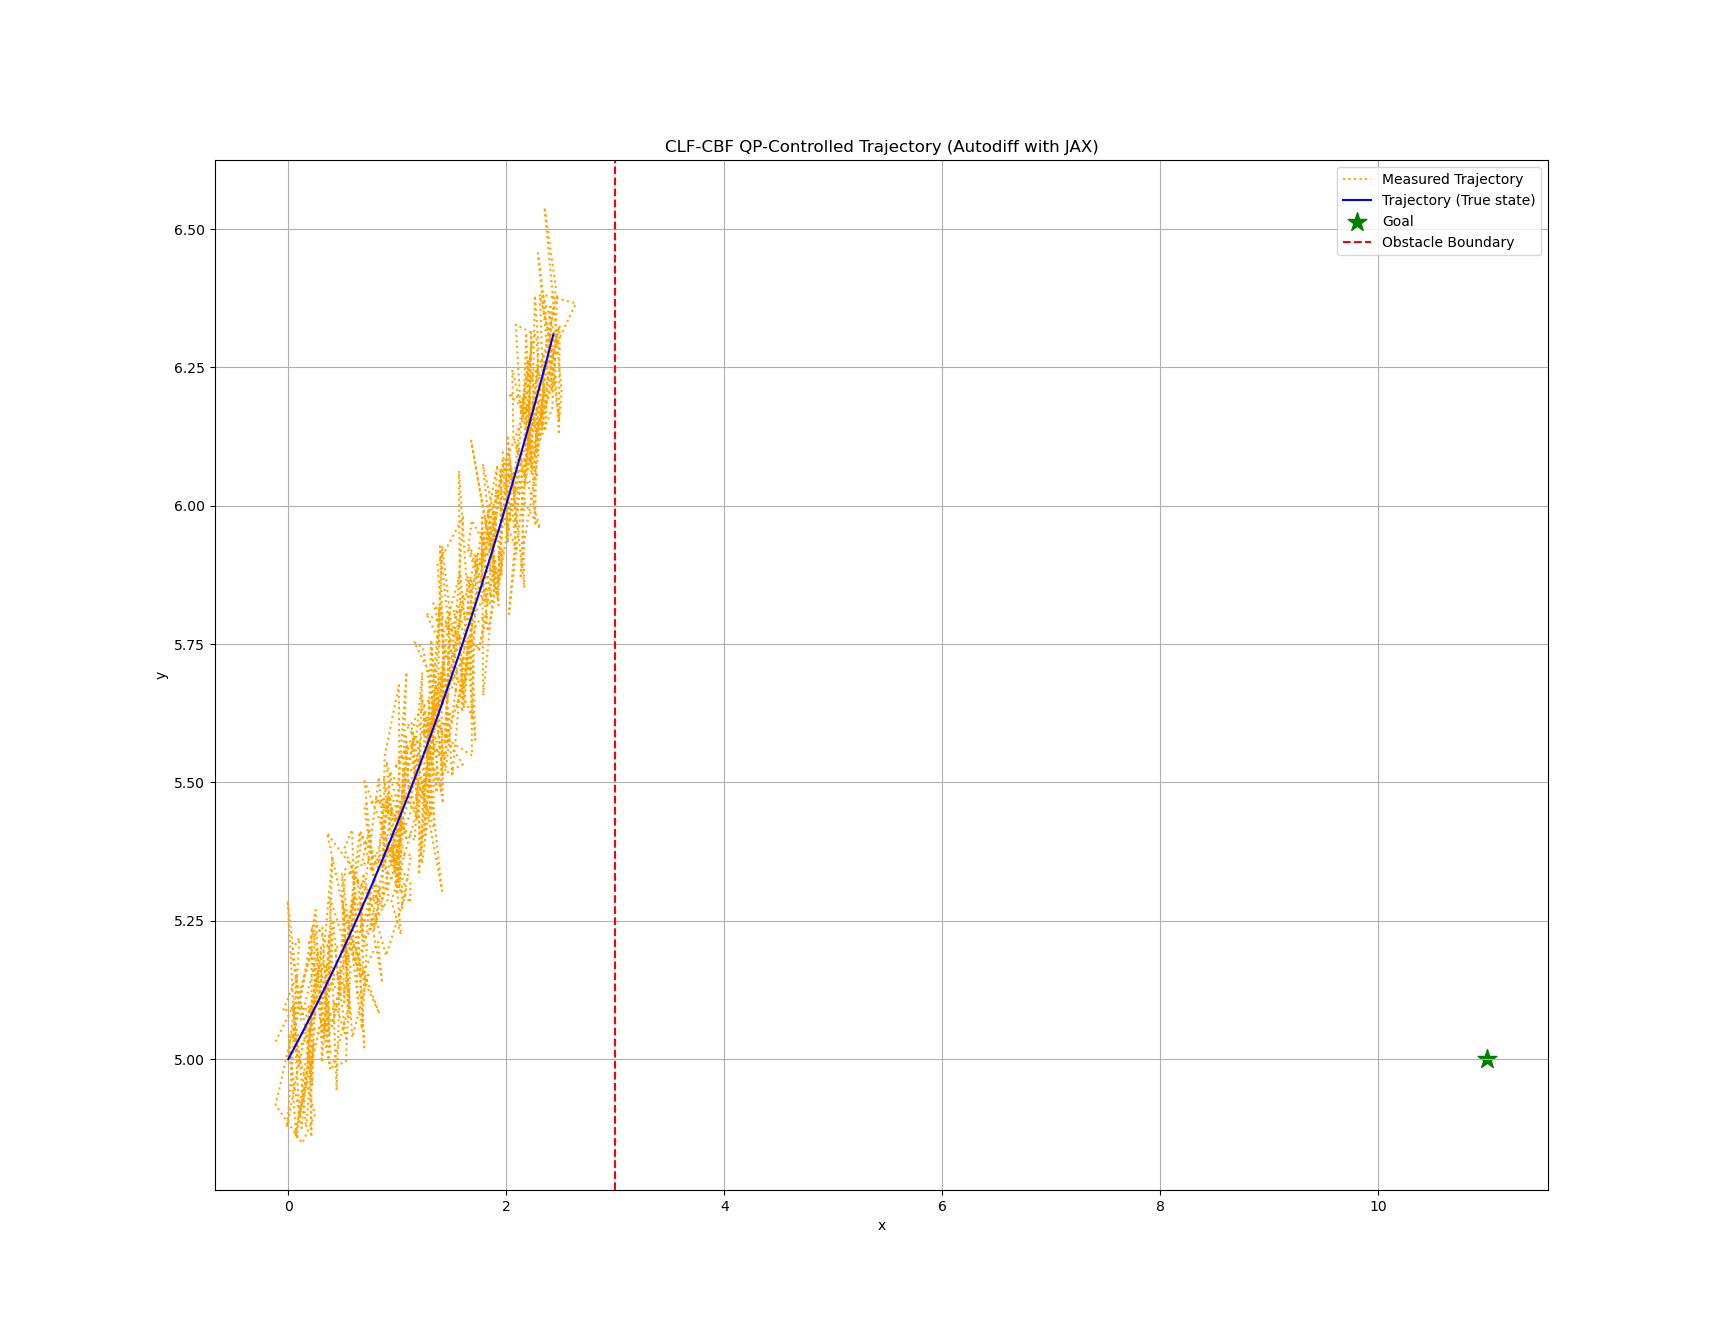 CLF-CBF QP-Controlled Trajectory (Autodiff with JAX)
Measured Trajectory
Trajectory (True state)
Goal
Obstacle Boundary
6.50
6.25
6.00
5.75
5.50
5.25
5.00
y
0 2 4 6 8 10
x